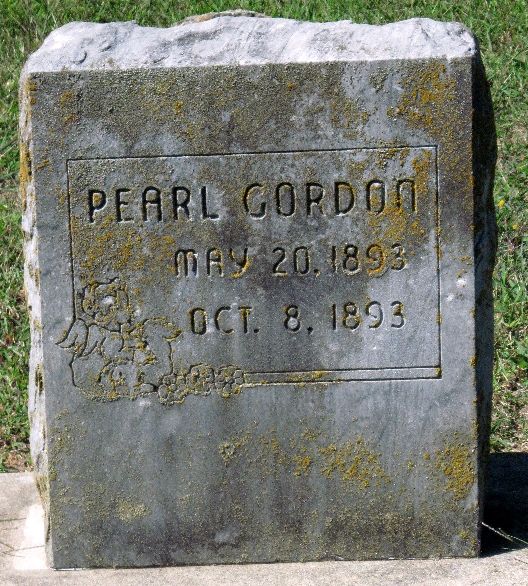 PEARL GORDON
MAY 20, 1893
OCT. 8, 1893